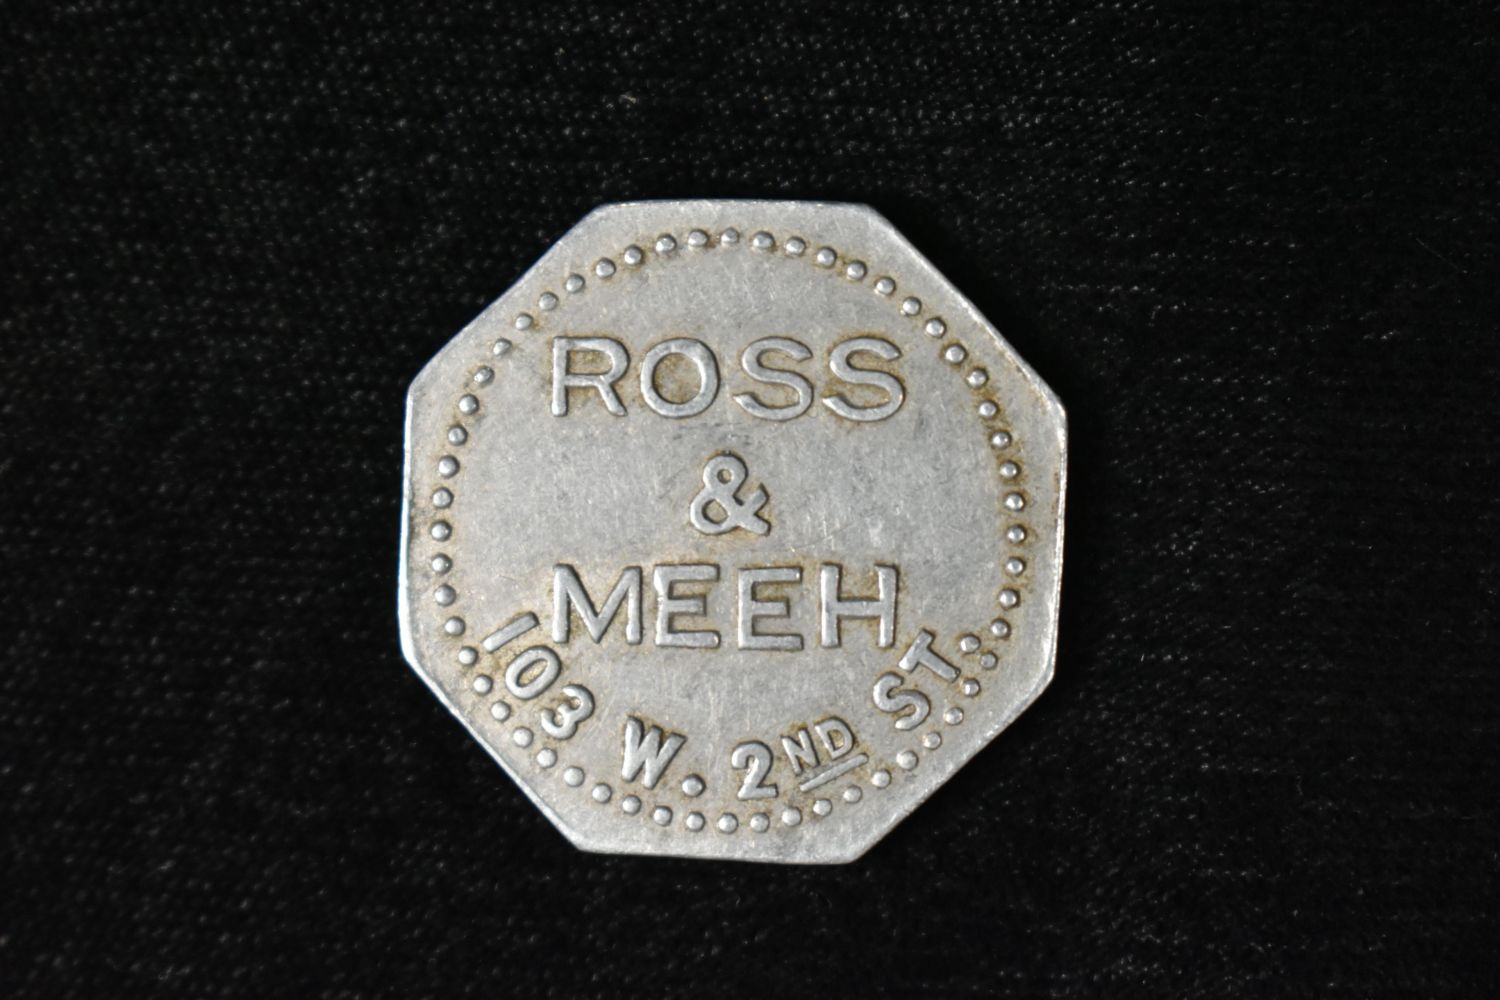 ROSS
&
MEEH
103 W. 2ND ST.